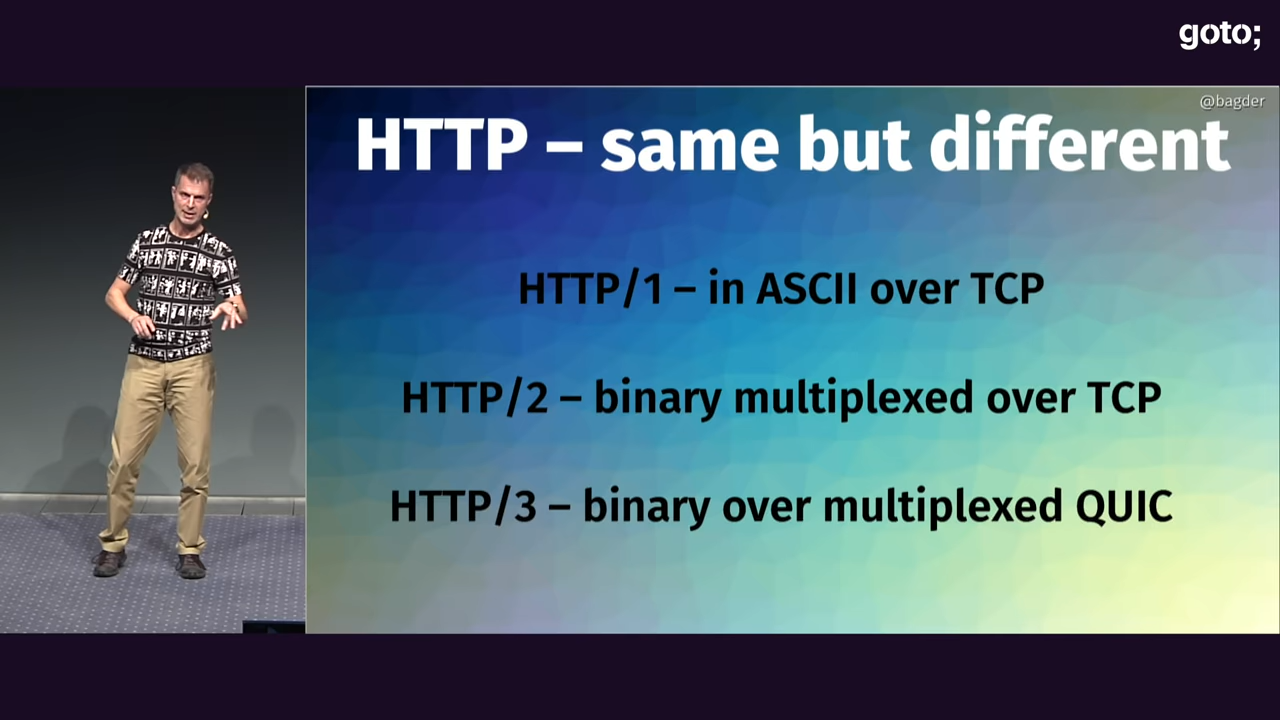 goto;
@bagder
HTTP – same but different
HTTP/1 – in ASCII over TCP
HTTP/2 – binary multiplexed over TCP
HTTP/3 – binary over multiplexed QUIC